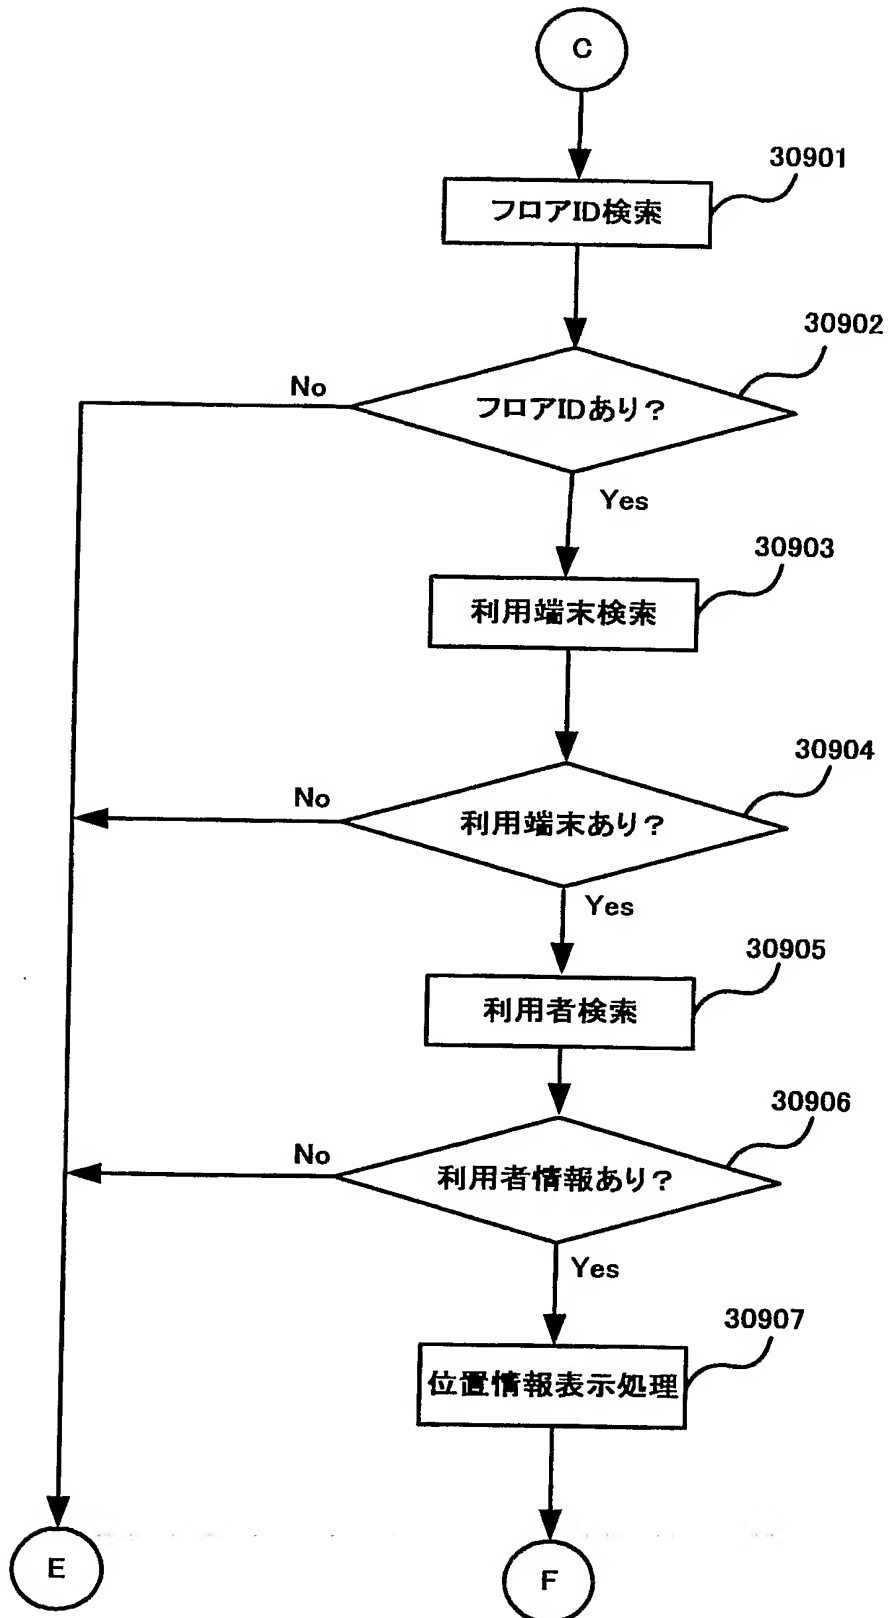 C
30901
フロアID検索
30902
No
フロアIDあり？
Yes
30903
利用端末検索
30904
No
利用端末あり？
Yes
30905
利用者検索
30906
No
利用者情報あり？
Yes
30907
位置情報表示処理
E
F